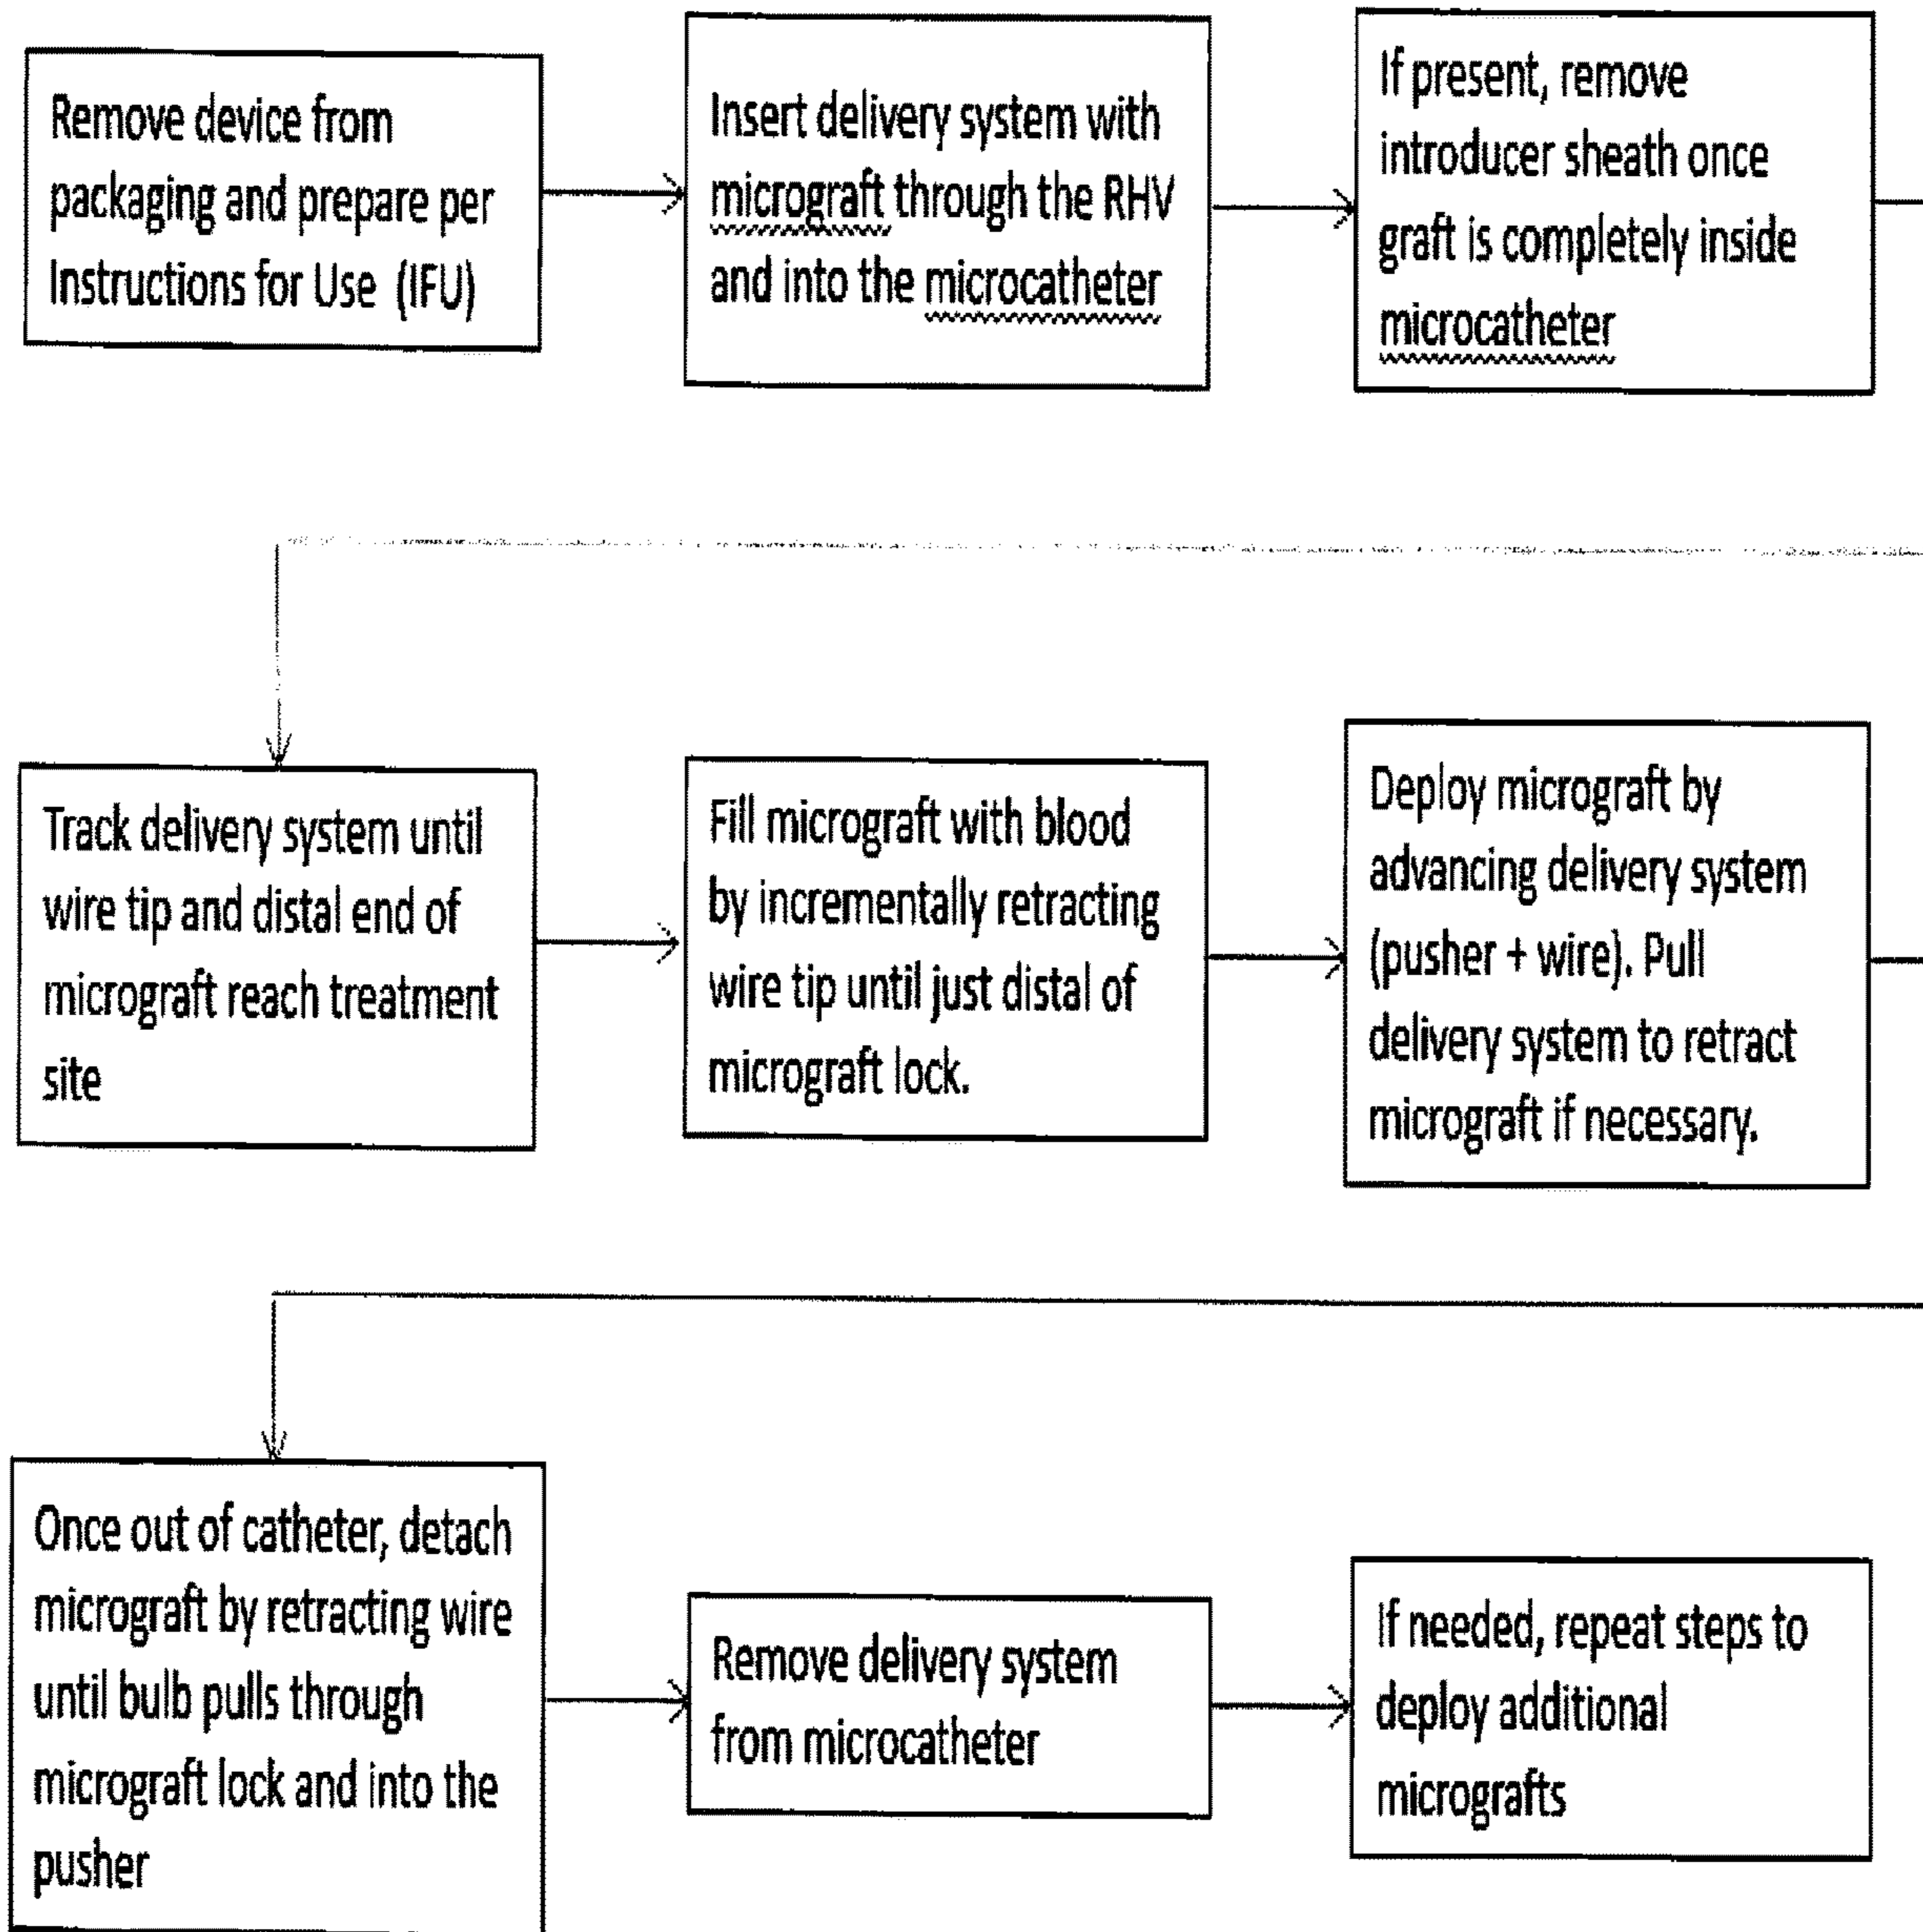 Remove device from
packaging and prepare per
Instructions for Use (IFU)
Insert delivery system with
micrograft through the RHV
and into the microcatheter
If present, remove
introducer sheath once
graft is completely inside
microcatheter
Track delivery system until
wire tip and distal end of
micrograft reach treatment
site
Fill micrograft with blood
by incrementally retracting
wire tip until just distal of
micrograft lock.
Deploy micrograft by
advancing delivery system
(pusher + wire). Pull
delivery system to retract
micrograft if necessary.
Once out of catheter, detach
micrograft by retracting wire
until bulb pulls through
micrograft lock and into the
pusher
Remove delivery system
from microcatheter
If needed, repeat steps to
deploy additional
micrografts